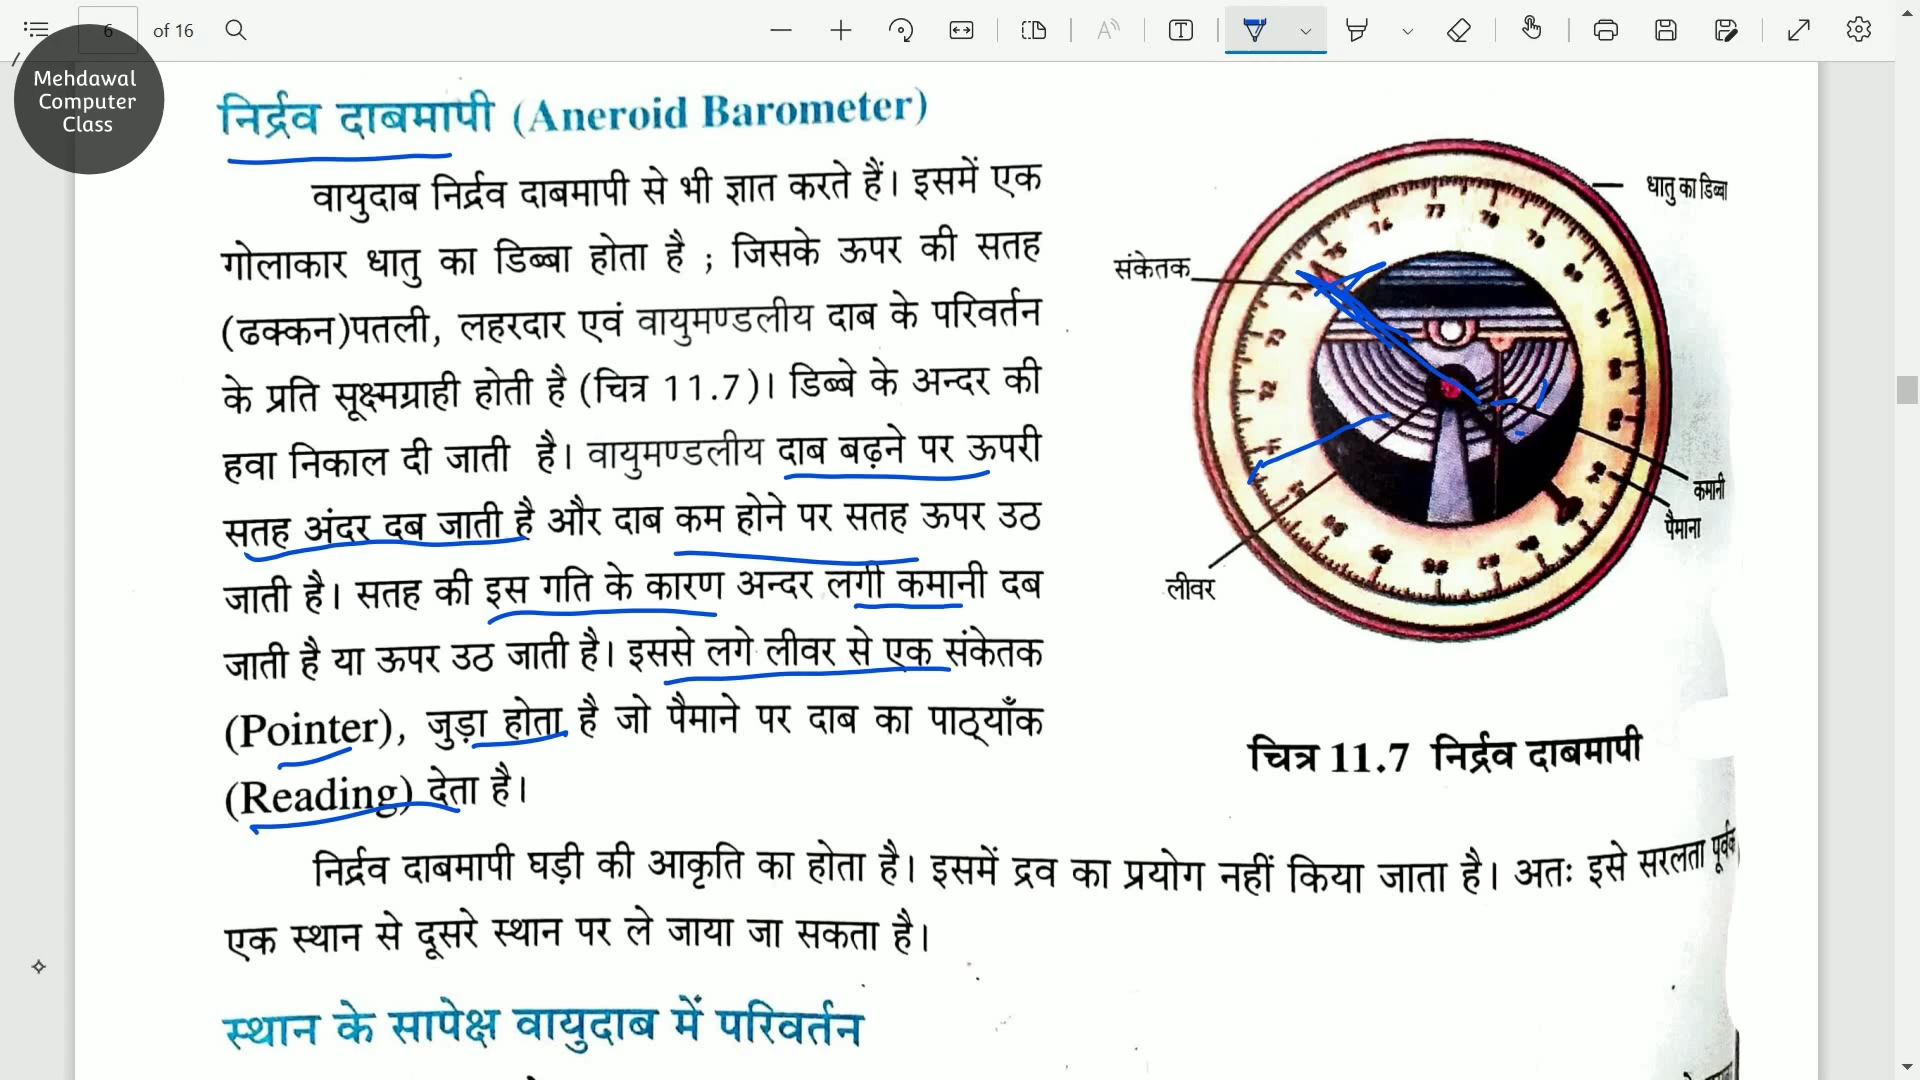 6 of 16
Mehdawal
Computer
Class
निर्द्रव दाबमापी (Aneroid Barometer)
वायुदाब निर्द्रव दाबमापी से भी ज्ञात करते हैं। इसमें एक
गोलाकार धातु का डिब्बा होता है ; जिसके ऊपर की सतह
(ढक्कन)पतली, लहरदार एवं वायुमण्डलीय दाब के परिवर्तन
के प्रति सूक्ष्मग्राही होती है (चित्र 11.7)। डिब्बे के अन्दर की
हवा निकाल दी जाती है। वायुमण्डलीय दाब बढ़ने पर ऊपरी
सतह अंदर दब जाती है और दाब कम होने पर सतह ऊपर उठ
जाती है। सतह की इस गति के कारण अन्दर लगी कमानी दब
जाती है या ऊपर उठ जाती है। इससे लगे लीवर से एक संकेतक
(Pointer), जुड़ा होता है जो पैमाने पर दाब का पाठ्याँक
(Reading) देता है।
धातु का डिब्बा
संकेतक
76 77 78 79
कमानी
पैमाना
लीवर
चित्र 11.7 निर्द्रव दाबमापी
निर्द्रव दाबमापी घड़ी की आकृति का होता है। इसमें द्रव का प्रयोग नहीं किया जाता है। अतः इसे सरलता पूर्वक
एक स्थान से दूसरे स्थान पर ले जाया जा सकता है।
स्थान के सापेक्ष वायुदाब में परिवर्तन